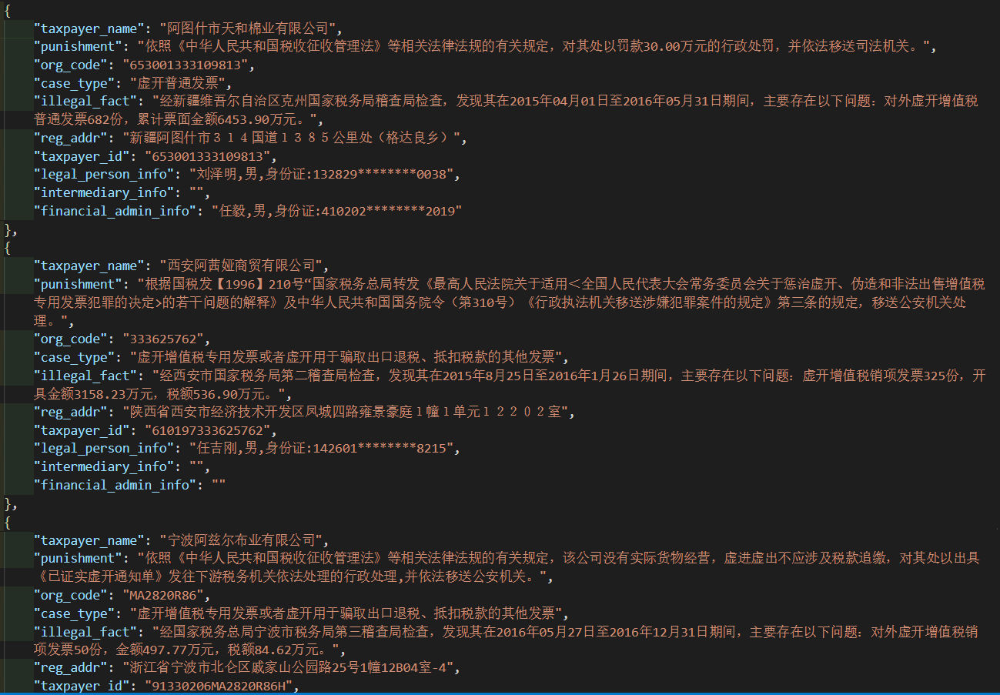 {
"taxpayer_name": "阿图什市天和棉业有限公司",
"punishment": "依照《中华人民共和国税收征收管理法》等相关法律法规的有关规定，对其处以罚款30.00万元的行政处罚，并依法移送司法机关。",
"org_code": "653001333109813",
"case_type": "虚开普通发票",
"illegal_fact": "经新疆维吾尔自治区克州国家税务局稽查局检查，发现其在2015年04月01日至2016年05月31日期间，主要存在以下问题：对外虚开增值税
普通发票682份，累计票面金额6453.90万元。",
"reg_addr": "新疆阿图什市３１４国道１３８５公里处（格达良乡）",
"taxpayer_id": "653001333109813",
"legal_person_info": "刘泽明,男,身份证:132829********0038",
"intermediary_info": "",
"financial_admin_info": "任毅,男,身份证:410202********2019"
},
{
"taxpayer_name": "西安阿茜娅商贸有限公司",
"punishment": "根据国税发【1996】210号“国家税务总局转发《最高人民法院关于适用＜全国人民代表大会常务委员会关于惩治虚开、伪造和非法出售增值税
专用发票犯罪的决定>的若干问题的解释》及中华人民共和国国务院令（第310号）《行政执法机关移送涉嫌犯罪案件的规定》第三条的规定，移送公安机关处
理。",
"org_code": "333625762",
"case_type": "虚开增值税专用发票或者虚开用于骗取出口退税、抵扣税款的其他发票",
"illegal_fact": "经西安市国家税务局第二稽查局检查，发现其在2015年8月25日至2016年1月26日期间，主要存在以下问题：虚开增值税销项发票325份，开
具金额3158.23万元，税额536.90万元。",
"reg_addr": "陕西省西安市经济技术开发区凤城四路雍景豪庭１幢１单元１２２０２室",
"taxpayer_id": "610197333625762",
"legal_person_info": "任吉刚,男,身份证:142601********8215",
"intermediary_info": "",
"financial_admin_info": ""
},
{
"taxpayer_name": "宁波阿兹尔布业有限公司",
"punishment": "依照《中华人民共和国税收征收管理法》等相关法律法规的有关规定，该公司没有实际货物经营，虚进虚出不应涉及税款追缴，对其处以出具
《已证实虚开通知单》发往下游税务机关依法处理的行政处理,并依法移送公安机关。",
"org_code": "MA2820R86",
"case_type": "虚开增值税专用发票或者虚开用于骗取出口退税、抵扣税款的其他发票",
"illegal_fact": "经国家税务总局宁波市税务局第三稽查局检查，发现其在2016年05月27日至2016年12月31日期间，主要存在以下问题：对外虚开增值税销
项发票50份，金额497.77万元，税额84.62万元。",
"reg_addr": "浙江省宁波市北仑区戚家山公园路25号1幢12B04室-4",
"taxpayer_id": "91330206MA2820R86H",